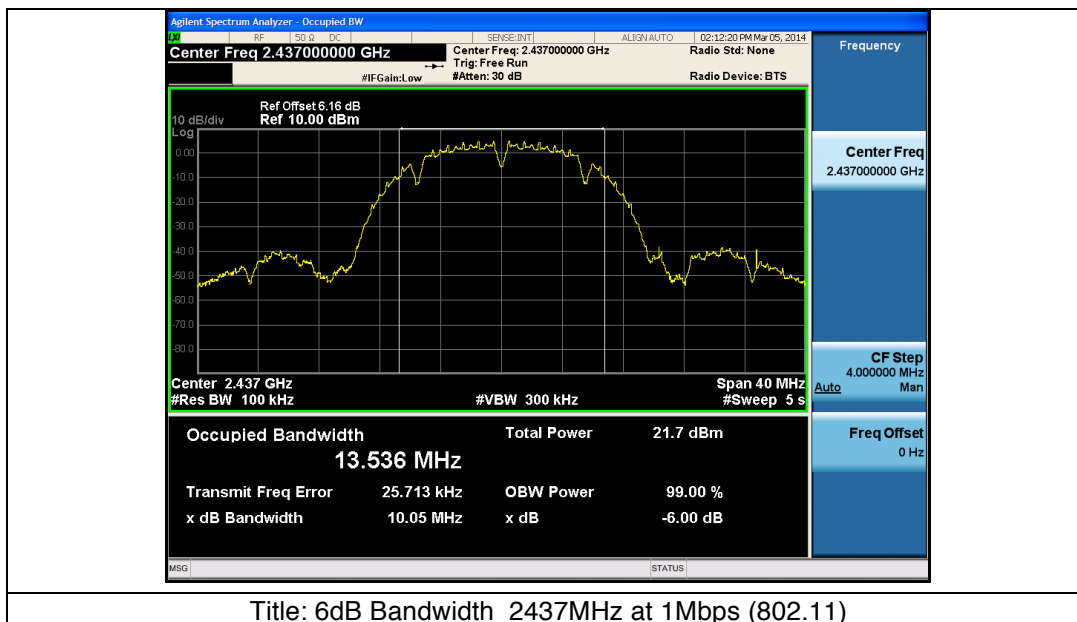 Agilent Spectrum Analyzer - Occupied BW
LXI RF 50 Ω DC SENSE:INT ALIGN AUTO 02:12:20 PM Mar 05, 2014
Center Freq 2.437000000 GHz Center Freq: 2.437000000 GHz Radio Std: None
Trig: Free Run
#IFGain:Low #Atten: 30 dB Radio Device: BTS
Frequency
Ref Offset 6.16 dB
10 dB/div Ref 10.00 dBm
Log
0.00
-10.0
-20.0
-30.0
-40.0
-50.0
-60.0
-70.0
-80.0
Center 2.437 GHz Span 40 MHz
#Res BW 100 kHz #VBW 300 kHz #Sweep 5 s
Center Freq
2.437000000 GHz
CF Step
4.000000 MHz
Auto Man
Freq Offset
0 Hz
Occupied Bandwidth Total Power 21.7 dBm
13.536 MHz
Transmit Freq Error 25.713 kHz OBW Power 99.00 %
x dB Bandwidth 10.05 MHz x dB -6.00 dB
MSG STATUS
Title: 6dB Bandwidth 2437MHz at 1Mbps (802.11)